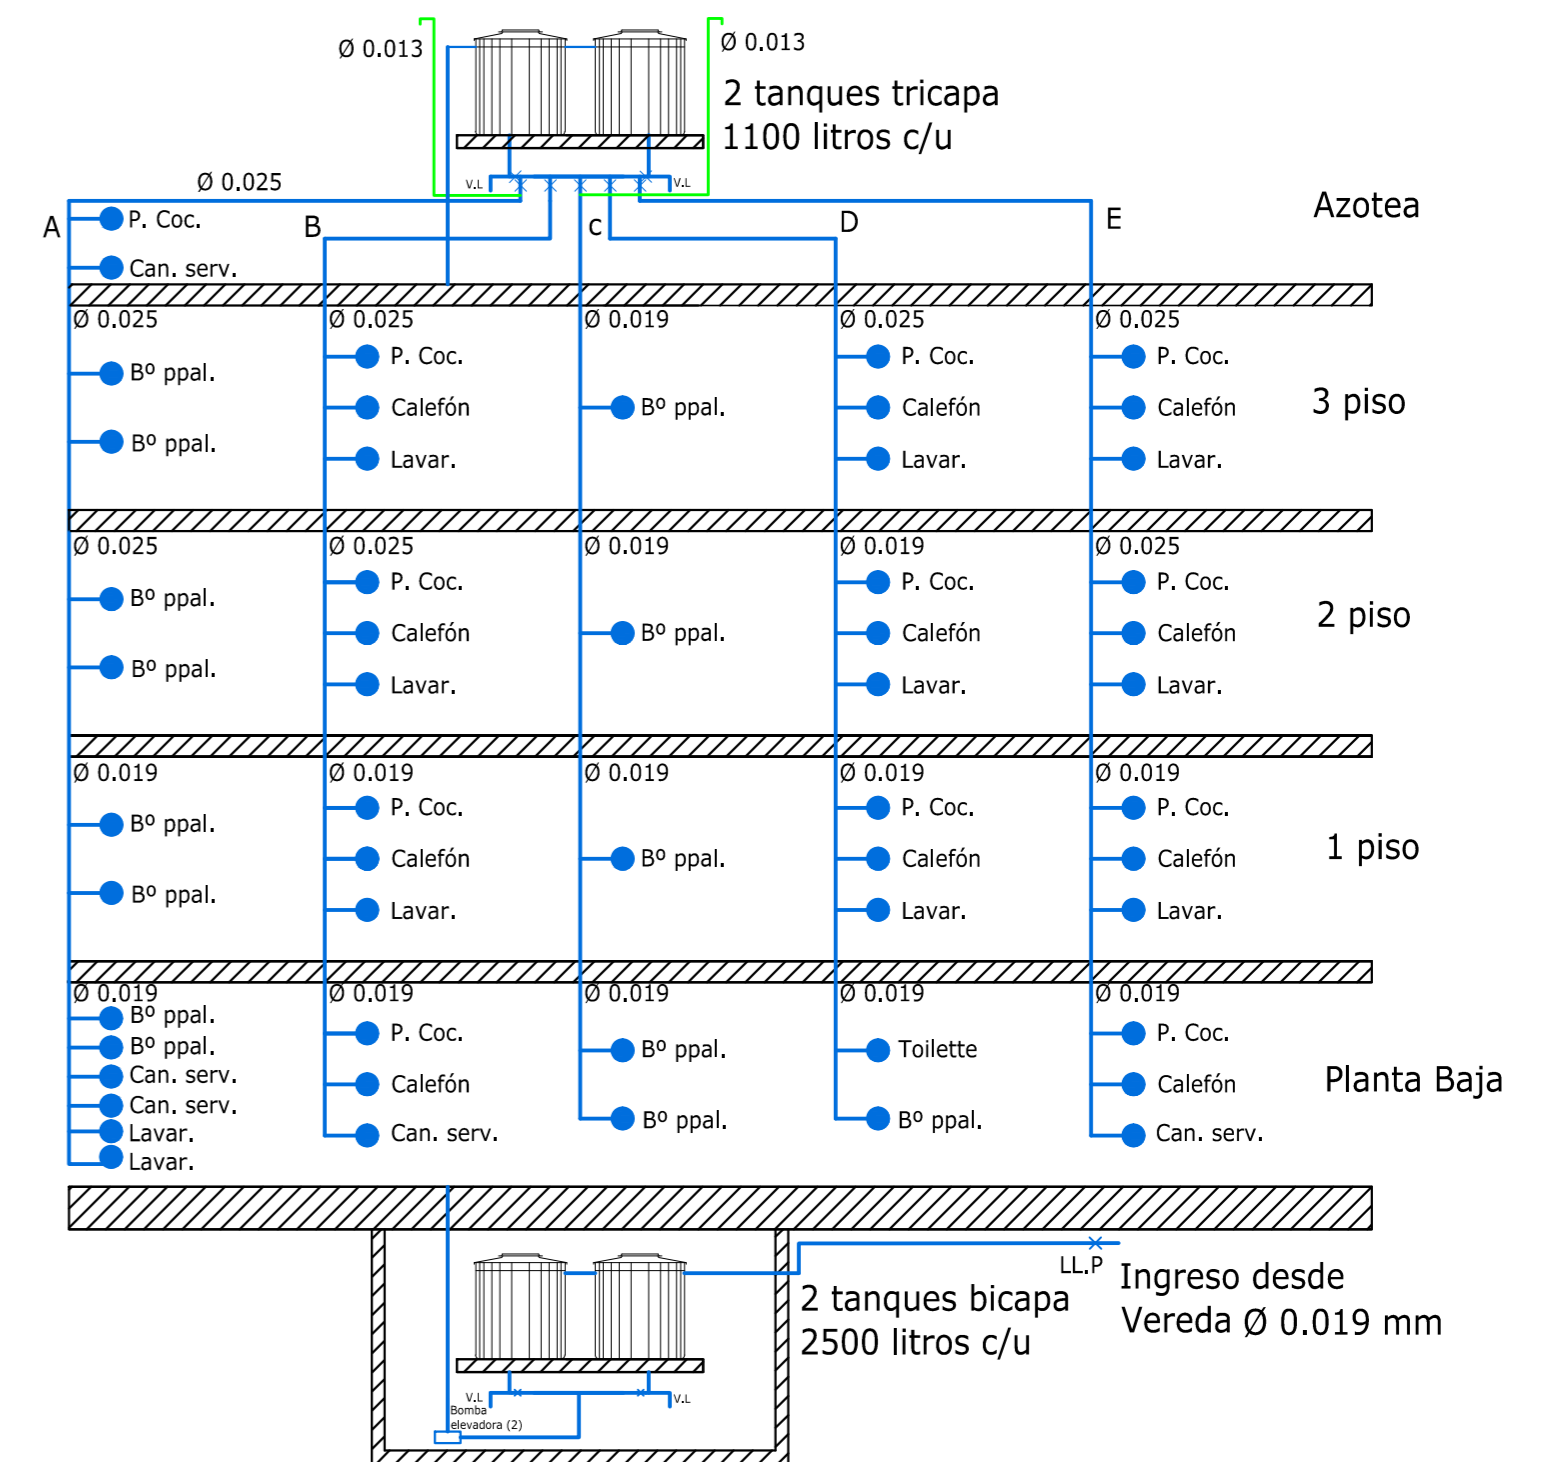 Ø 0.013
Ø 0.013
2 tanques tricapa
1100 litros c/u
V.L
V.L
Ø 0.025
A
B
c
D
E
Azotea
P. Coc.
Can. serv.
Ø 0.025
Ø 0.025
Ø 0.019
Ø 0.025
Ø 0.025
Bº ppal.
Bº ppal.
P. Coc.
Calefón
Lavar.
Bº ppal.
P. Coc.
Calefón
Lavar.
P. Coc.
Calefón
Lavar.
3 piso
Ø 0.025
Ø 0.025
Ø 0.019
Ø 0.019
Ø 0.025
Bº ppal.
Bº ppal.
P. Coc.
Calefón
Lavar.
Bº ppal.
P. Coc.
Calefón
Lavar.
P. Coc.
Calefón
Lavar.
2 piso
Ø 0.019
Ø 0.019
Ø 0.019
Ø 0.019
Ø 0.019
Bº ppal.
Bº ppal.
P. Coc.
Calefón
Lavar.
Bº ppal.
P. Coc.
Calefón
Lavar.
P. Coc.
Calefón
Lavar.
1 piso
Ø 0.019
Ø 0.019
Ø 0.019
Ø 0.019
Ø 0.019
Bº ppal.
Bº ppal.
Can. serv.
Can. serv.
Lavar.
Lavar.
P. Coc.
Calefón
Can. serv.
Bº ppal.
Bº ppal.
Toilette
Bº ppal.
P. Coc.
Calefón
Can. serv.
Planta Baja
LL.P
Ingreso desde
Vereda Ø 0.019 mm
2 tanques bicapa
2500 litros c/u
V.L
V.L
Bomba
elevadora (2)